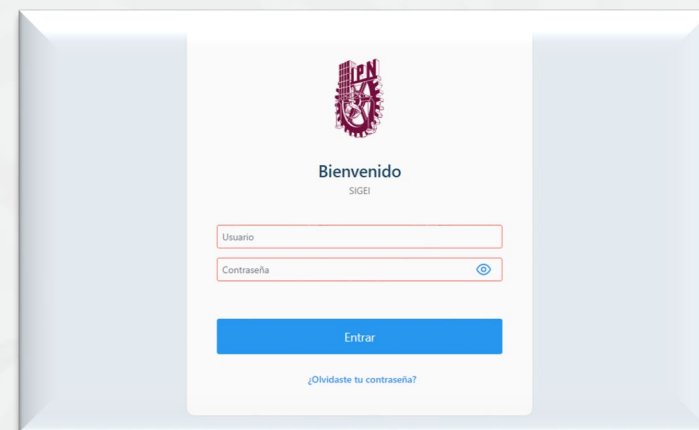 IPN
Bienvenido
SIGEI
Usuario
Contraseña
Entrar
¿Olvidaste tu contraseña?